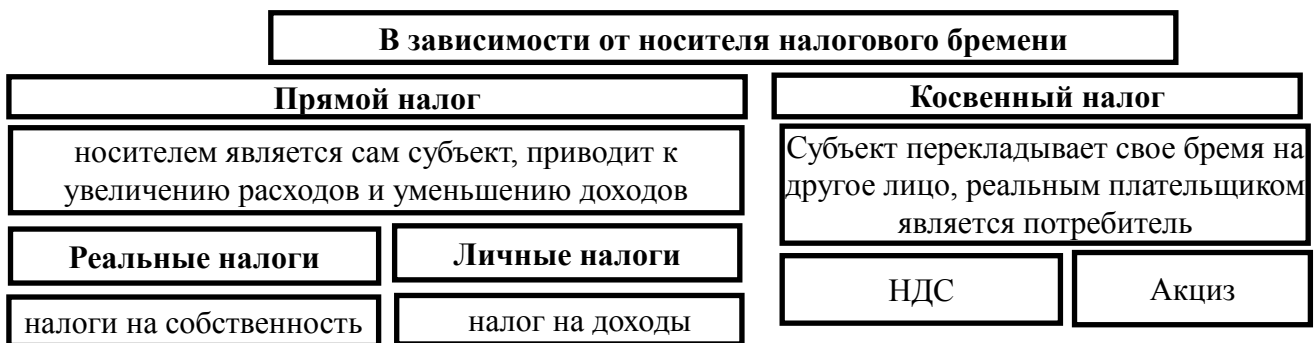 В зависимости от носителя налогового бремени
Прямой налог
носителем является сам субъект, приводит к
увеличению расходов и уменьшению доходов
Реальные налоги
Личные налоги
налоги на собственность
налог на доходы
Косвенный налог
Субъект перекладывает свое бремя на
другое лицо, реальным плательщиком
является потребитель
НДС
Акциз